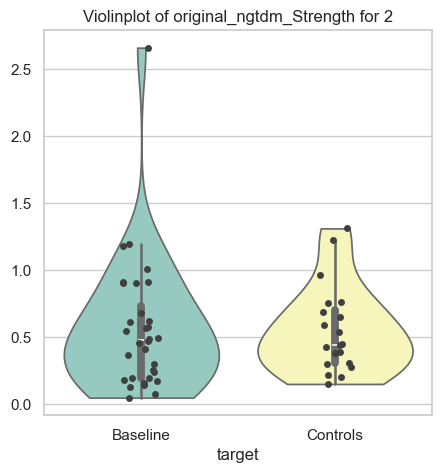 Violinplot of original_ngtdm_Strength for 2
2.5
2.0
1.5
1.0
0.5
0.0
Baseline Controls
target